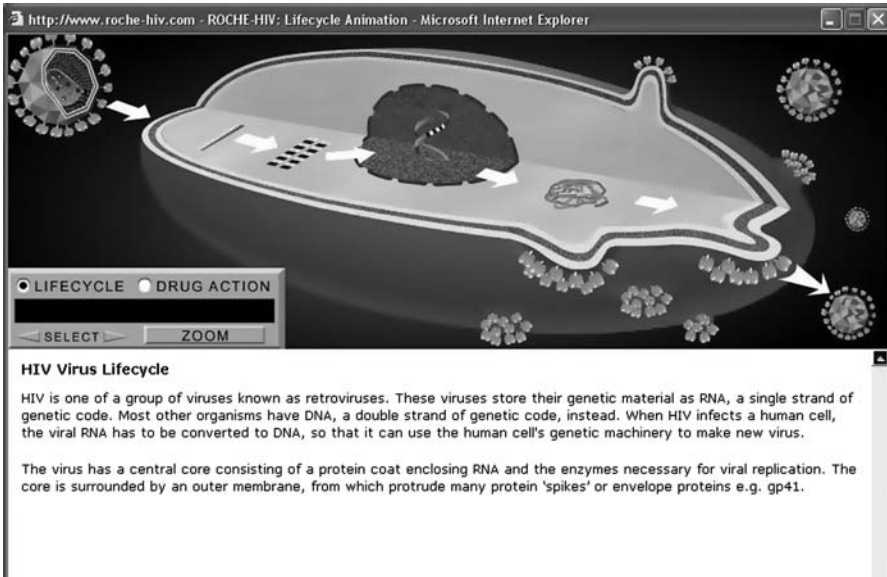 http://www.roche-hiv.com - ROCHE-HIV: Lifecycle Animation - Microsoft Internet Explorer
LIFECYCLE DRUG ACTION
SELECT ZOOM
HIV Virus Lifecycle
HIV is one of a group of viruses known as retroviruses. These viruses store their genetic material as RNA, a single strand of
genetic code. Most other organisms have DNA, a double strand of genetic code, instead. When HIV infects a human cell,
the viral RNA has to be converted to DNA, so that it can use the human cell's genetic machinery to make new virus.
The virus has a central core consisting of a protein coat enclosing RNA and the enzymes necessary for viral replication. The
core is surrounded by an outer membrane, from which protrude many protein 'spikes' or envelope proteins e.g. gp41.